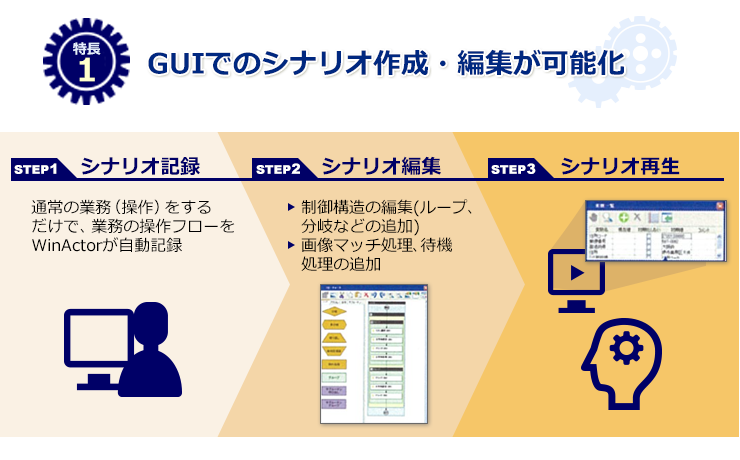 特長
1
GUIでのシナリオ作成・編集が可能化
STEP1 シナリオ記録
通常の業務（操作）をする
だけで、業務の操作フローを
WinActorが自動記録
STEP2 シナリオ編集
制御構造の編集(ループ、
分岐などの追加)
画像マッチ処理、待機
処理の追加
STEP3 シナリオ再生